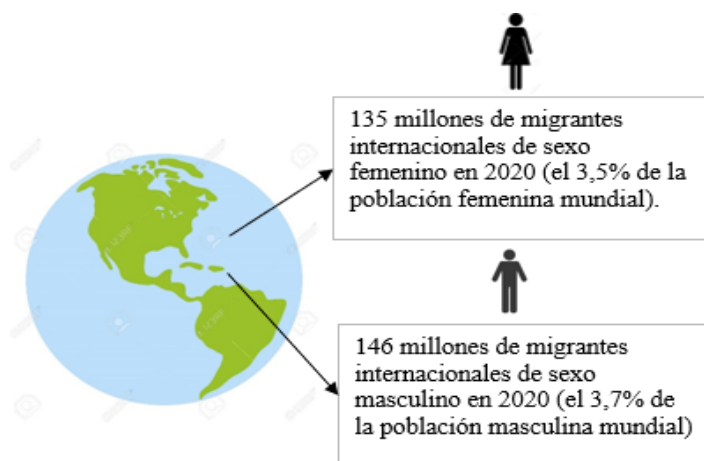 135 millones de migrantes
internacionales de sexo
femenino en 2020 (el 3,5% de la
población femenina mundial).
146 millones de migrantes
internacionales de sexo
masculino en 2020 (el 3,7% de
la población masculina mundial)